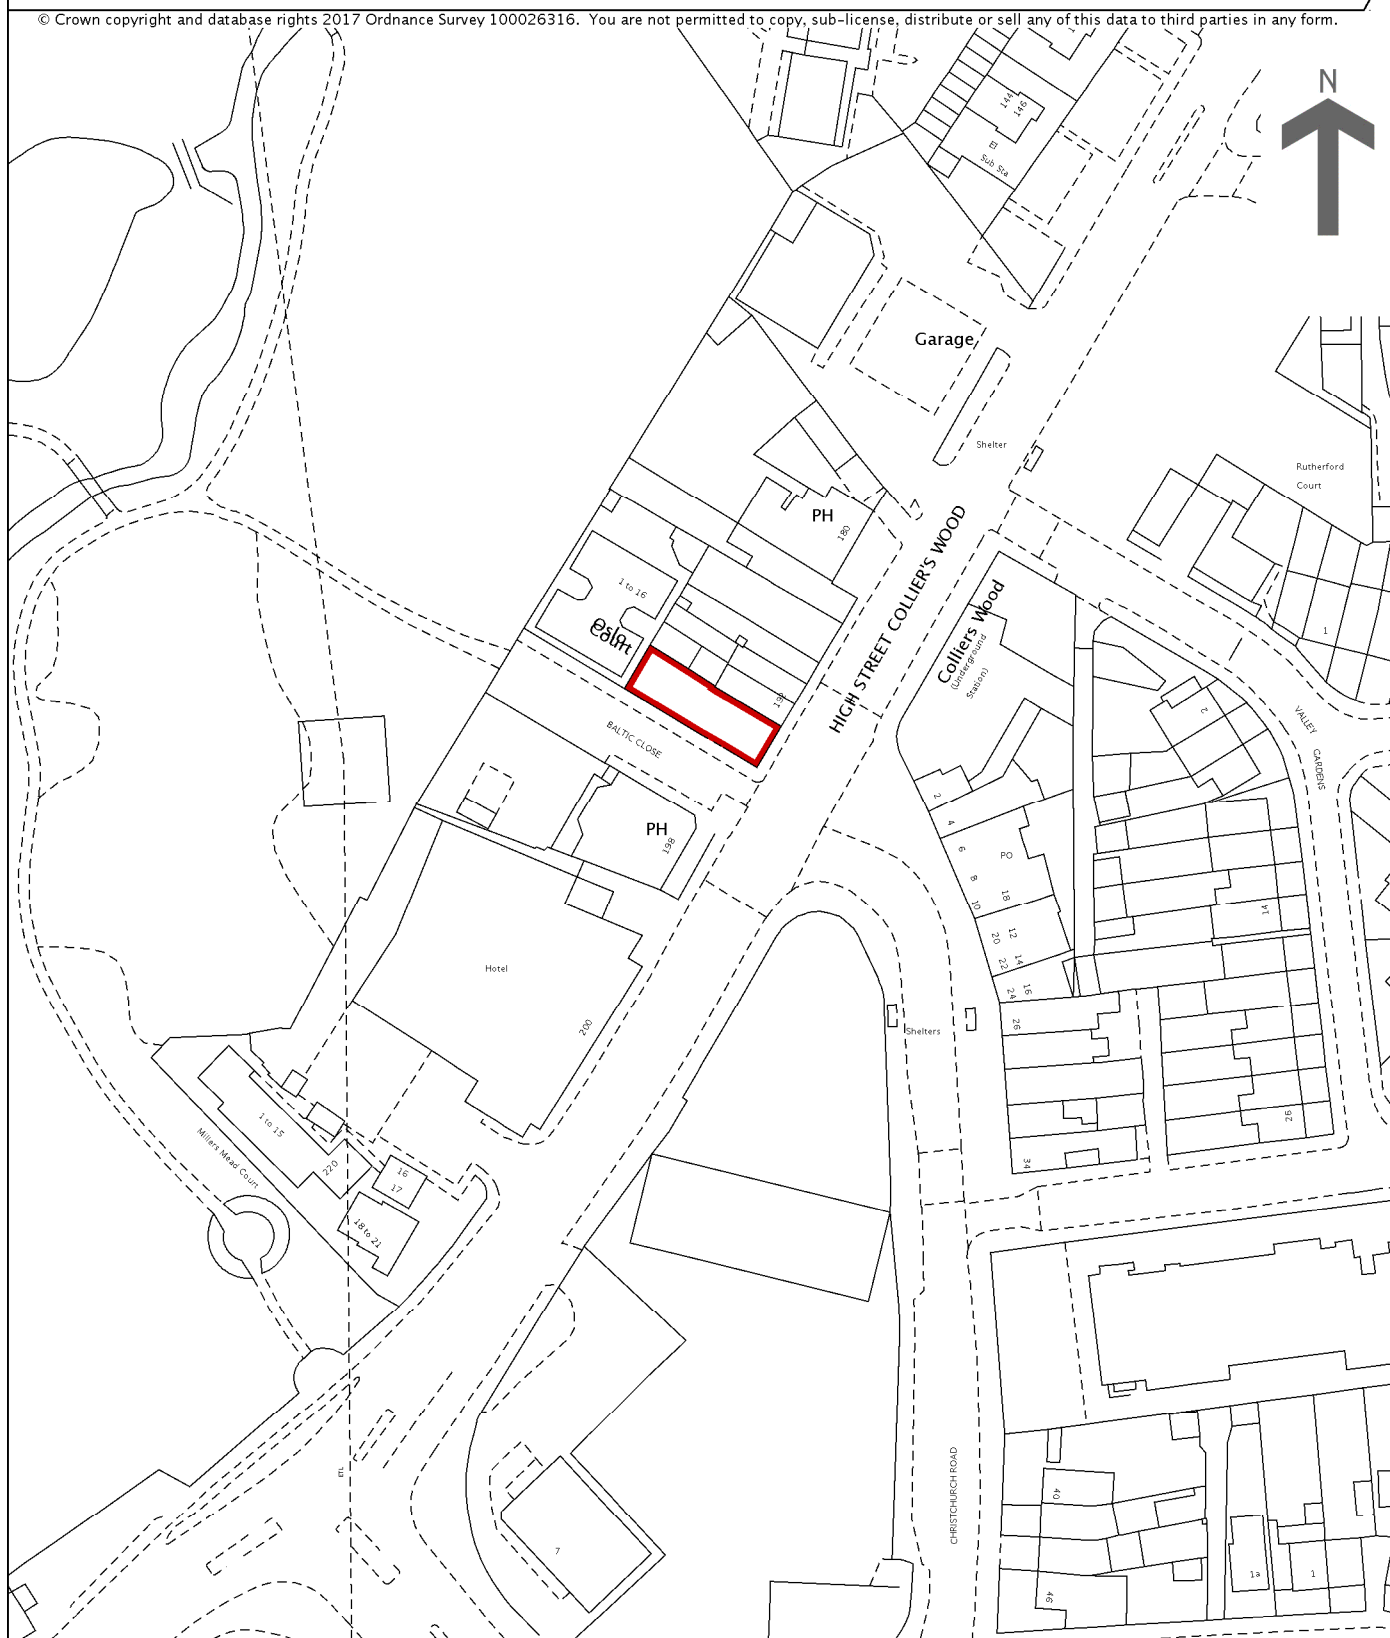 © Crown copyright and database rights 2017 Ordnance Survey 100026316. You are not permitted to copy, sub-license, distribute or sell any of this data to third parties in any form.
N
144
146
El
Sub Sta
Garage
Shelter
Rutherford
Court
PH
180
HIGH STREET COLLIER'S WOOD
1 to 16
Oslo
Court
Colliers Wood
(Underground
Station)
1
192
BALTIC CLOSE
2
VALLEY
GARDENS
PH
198
2
4
6
8
10
PO
18
12
20
14
22
16
24
26
14
Hotel
200
Shelters
26
34
1 to 15
Millers Mead Court
220
16
17
18 to 21
ETL
7
CHRISTCHURCH ROAD
40
46
1a
1